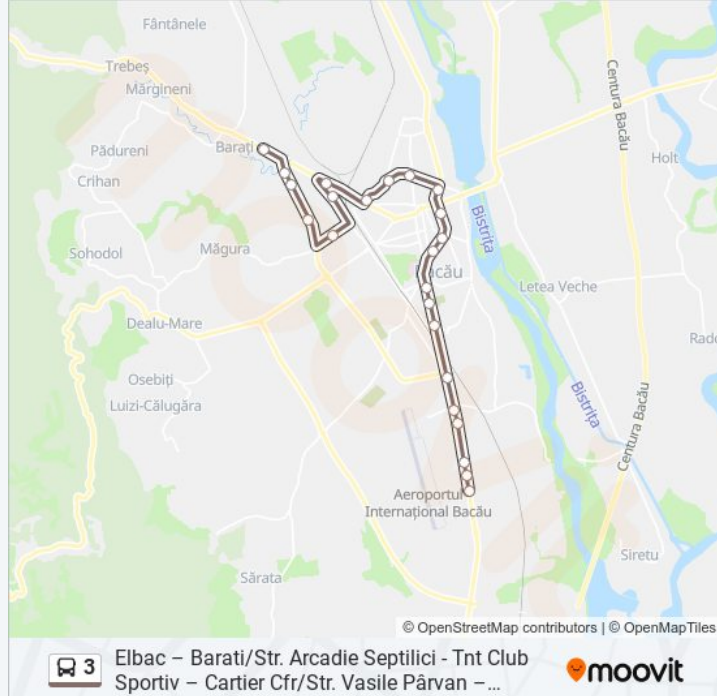 Fântânele
Trebeș
Mărgineni
Centura Bacău
Barați
Pădureni
Holt
Crihan
Bistrița
Sohodol
Măgura
Bacău
Letea Veche
Dealu-Mare
Rade
Osebiți
Luizi-Călugăra
Bistrița
Centura Bacău
Aeroportul
Internațional Bacău
Siretu
Sărata
© OpenStreetMap contributors | © OpenMapTiles
3
Elbac – Barati/Str. Arcadie Septilici - Tnt Club
Sportiv – Cartier Cfr/Str. Vasile Pârvan –...
moovit